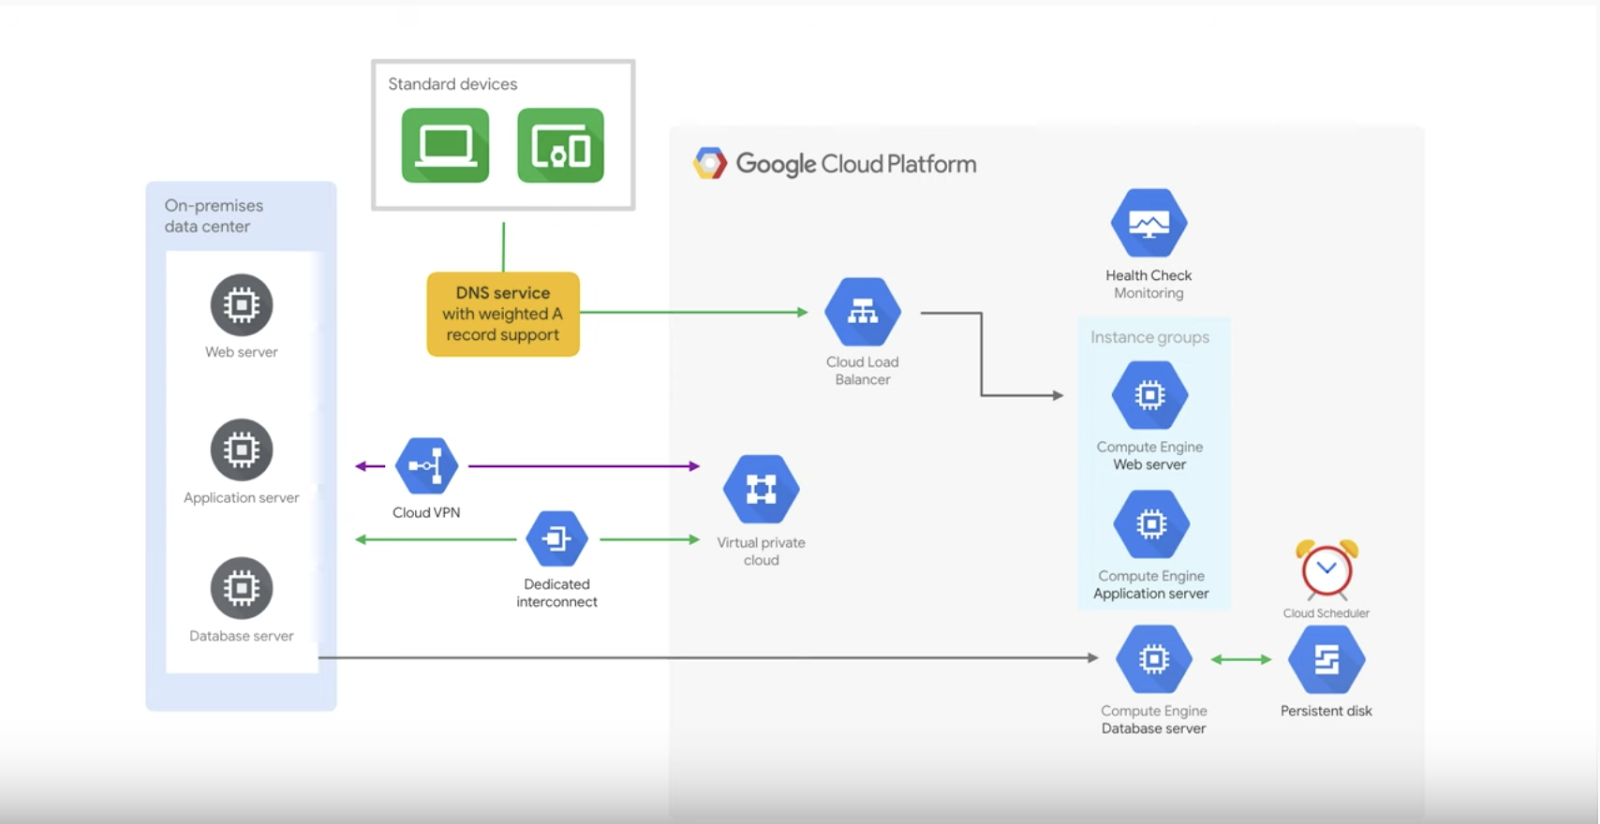 Standard devices
Google Cloud Platform
On-premises
data center
DNS service
with weighted A
record support
Health Check
Monitoring
Web server
Cloud Load
Balancer
Instance groups
Compute Engine
Web server
Application server
Cloud VPN
Virtual private
cloud
Dedicated
interconnect
Compute Engine
Application server
Cloud Scheduler
Database server
Compute Engine
Database server
Persistent disk